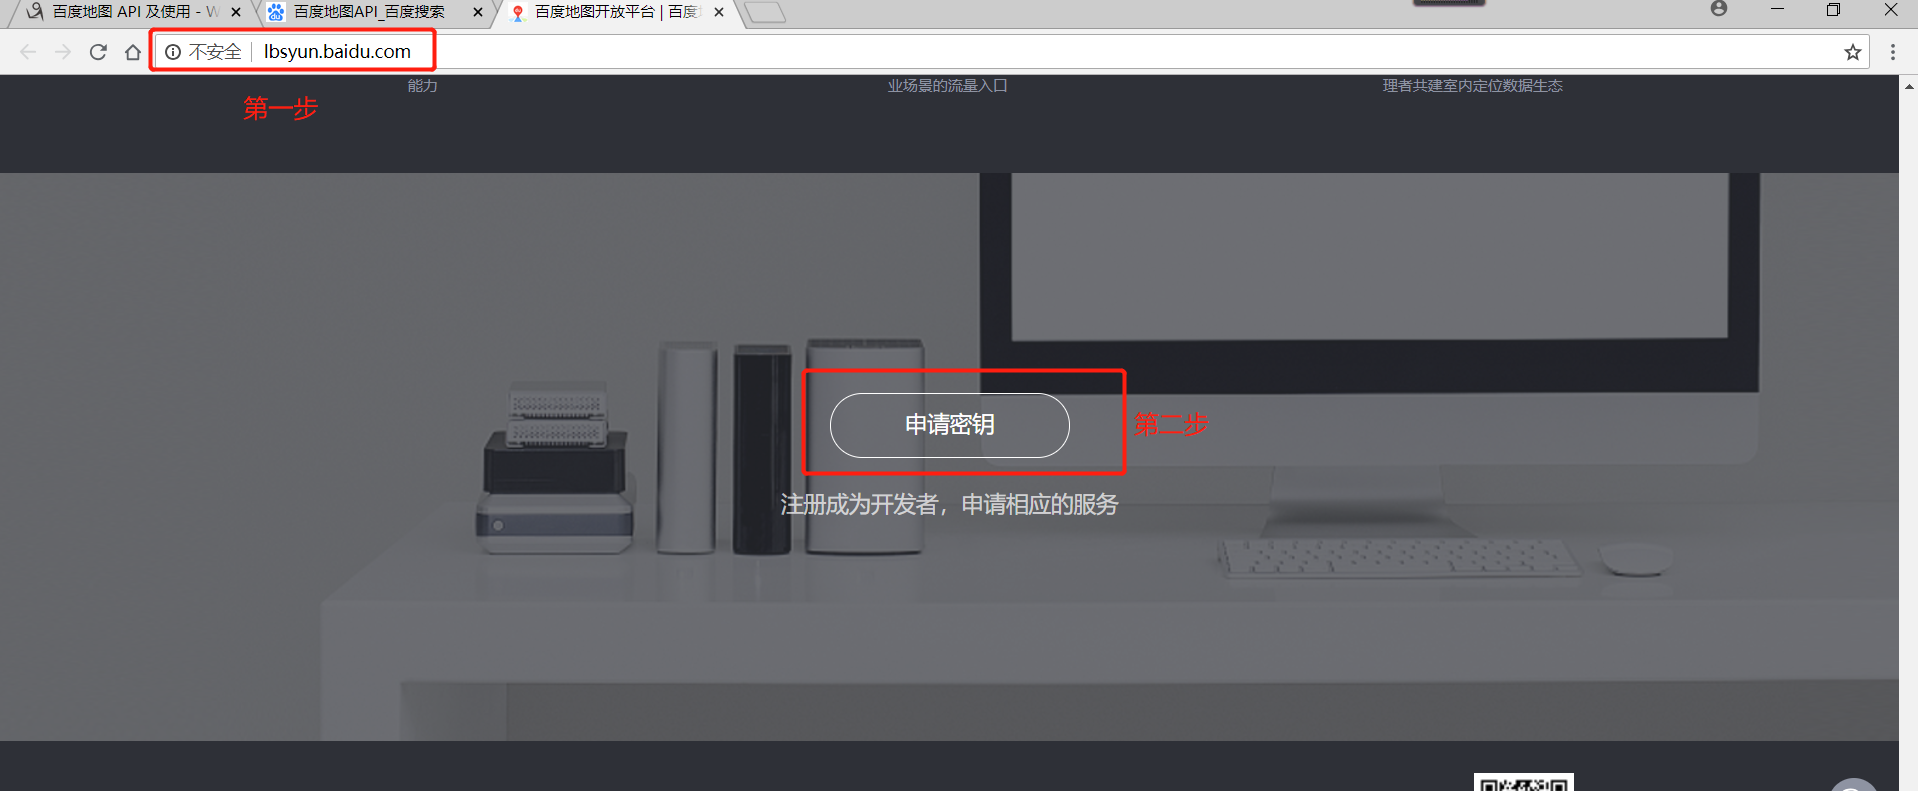 百度地图 API 及使用 - W
百度地图API_百度搜索
百度地图开放平台 | 百度
不安全
lbsyun.baidu.com
能力
业场景的流量入口
理者共建室内定位数据生态
第一步
申请密钥
第二步
注册成为开发者，申请相应的服务